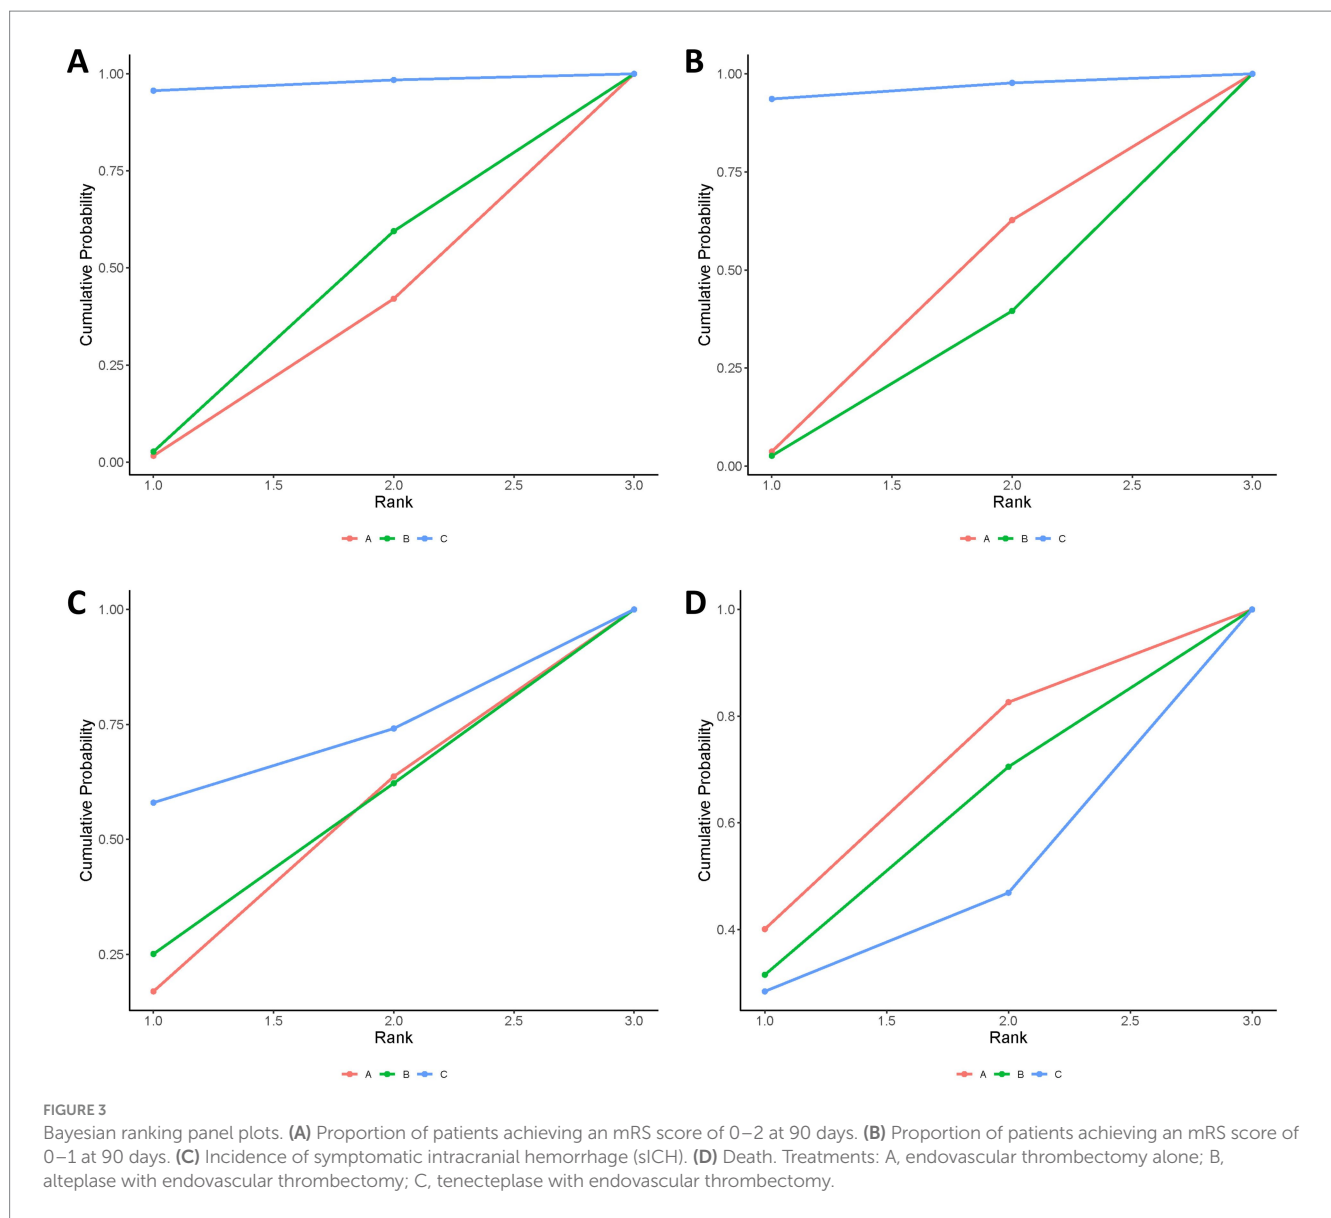 A
1.00
0.75
0.50
0.25
0.00
Cumulative Probability
1.0 1.5 2.0 2.5 3.0
Rank
A B C
B
1.00
0.75
0.50
0.25
0.00
Cumulative Probability
1.0 1.5 2.0 2.5 3.0
Rank
A B C
C
1.00
0.75
0.50
0.25
Cumulative Probability
1.0 1.5 2.0 2.5 3.0
Rank
A B C
D
1.0
0.8
0.6
0.4
Cumulative Probability
1.0 1.5 2.0 2.5 3.0
Rank
A B C
FIGURE 3
Bayesian ranking panel plots. (A) Proportion of patients achieving an mRS score of 0–2 at 90 days. (B) Proportion of patients achieving an mRS score of
0–1 at 90 days. (C) Incidence of symptomatic intracranial hemorrhage (sICH). (D) Death. Treatments: A, endovascular thrombectomy alone; B,
alteplase with endovascular thrombectomy; C, tenecteplase with endovascular thrombectomy.